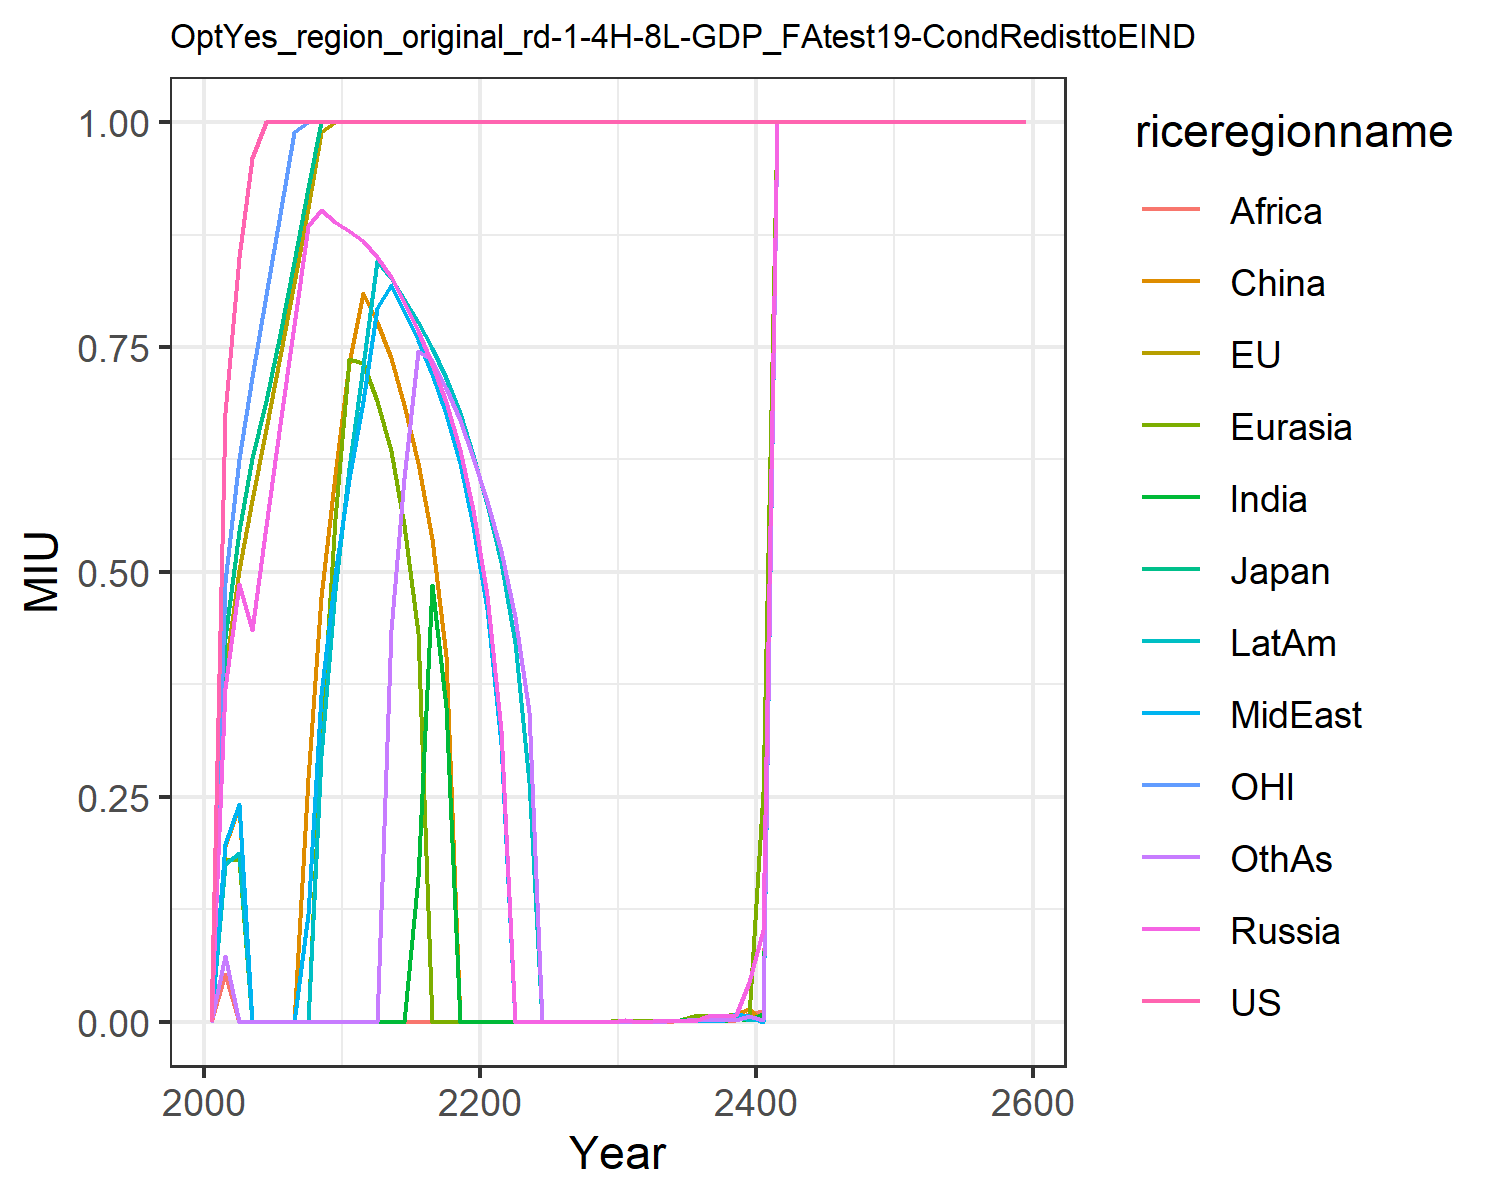 OptYes_region_original_rd-1-4H-8L-GDP_FAtest19-CondRedisttoEIND
1.00
0.75
0.50
0.25
0.00
MIU
2000
2200
2400
2600
Year
riceregionname
Africa
China
EU
Eurasia
India
Japan
LatAm
MidEast
OHI
OthAs
Russia
US